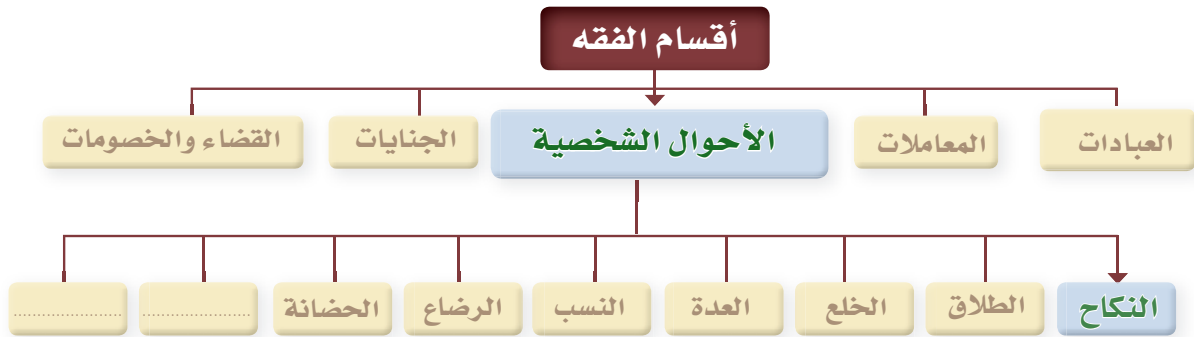 أقسام الفقه
العبادات
المعاملات
الأحوال الشخصية
الجنايات
القضاء والخصومات
النكاح
الطلاق
الخلع
العدة
النسب
الرضاع
الحضانة
........................
........................